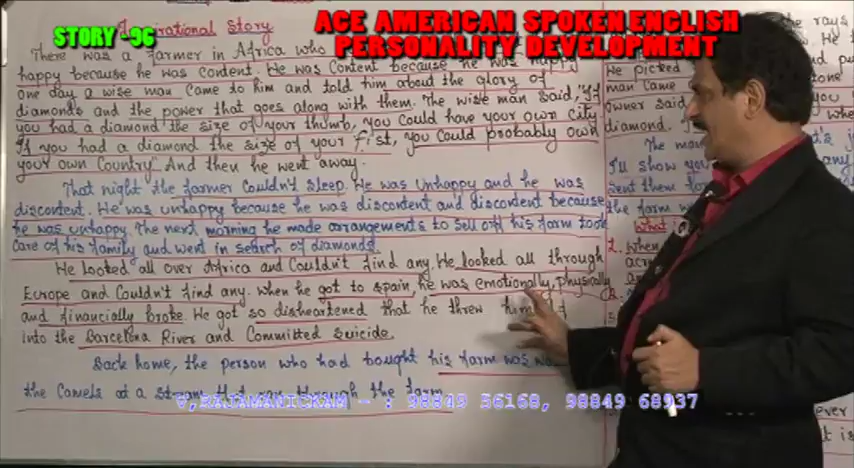 ACE AMERICAN SPOKEN ENGLISH
PERSONALITY DEVELOPMENT
STORY -96
Inspirational Story
There was a farmer in Africa who
happy because he was content. He was content because he was happy
one day a wise man came to him and told him about the glory of
diamonds and the power that goes along with them. The wise man said, "If
you had a diamond the size of your thumb, you could have your own city
If you had a diamond the size of your first, you could probably own
your own Country" And then he went away.
That night the farmer couldn't sleep. He was unhappy and he was
discontent. He was unhappy because he was discontent and discontent because
he was unhappy. The next morning he made arrangements to sell off his farm took
care of his family and went in search of diamonds
He looked all over Africa and couldn't find any. He looked all through
Europe and couldn't find any. When he got to spain, he was emotionally, physically
and financially broke. He got so disheartened that he threw
into the Barcelona River and Committed suicide.
Back home, the person who had bought his farm was
the Camels at a stream that through the farm
V,RAJAMANICKAM - : 98849 56168, 98849 68937
the rays
He picked
man came
owner said
diamond.
The man
I'll show you
sent them
the farm
What
1. when